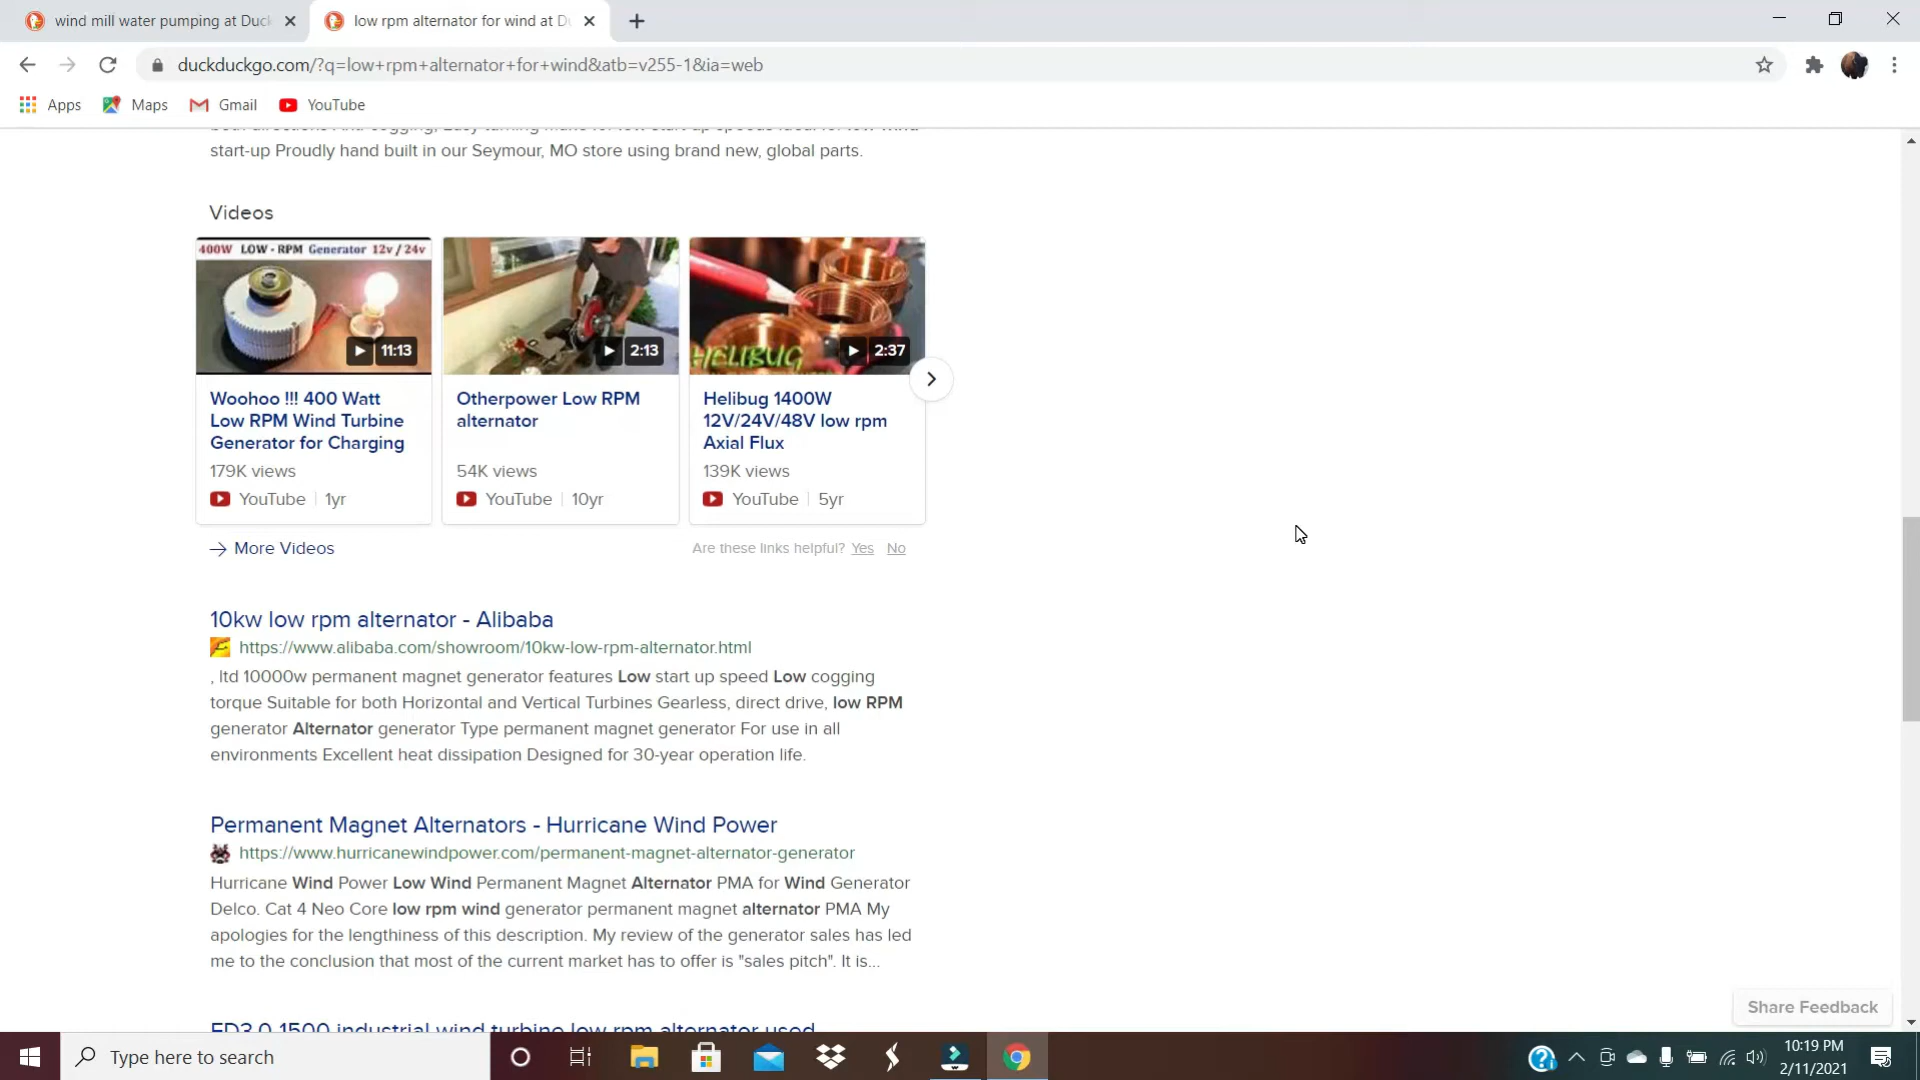 wind mill water pumping at Duck
low rpm alternator for wind at D
duckduckgo.com/?q=low+rpm+alternator+for+wind&atb=v255-1&ia=web
Apps
Maps
Gmail
YouTube
start-up Proudly hand built in our Seymour, MO store using brand new, global parts.
Videos
400W LOW - RPM Generator 12v / 24v
11:13
2:13
HELIBUG
2:37
Woohoo !!! 400 Watt
Low RPM Wind Turbine
Generator for Charging
179K views
YouTube | 1yr
Otherpower Low RPM
alternator
54K views
YouTube | 10yr
Helibug 1400W
12V/24V/48V low rpm
Axial Flux
139K views
YouTube | 5yr
More Videos
Are these links helpful? Yes No
10kw low rpm alternator - Alibaba
https://www.alibaba.com/showroom/10kw-low-rpm-alternator.html
, ltd 10000w permanent magnet generator features Low start up speed Low cogging
torque Suitable for both Horizontal and Vertical Turbines Gearless, direct drive, low RPM
generator Alternator generator Type permanent magnet generator For use in all
environments Excellent heat dissipation Designed for 30-year operation life.
Permanent Magnet Alternators - Hurricane Wind Power
https://www.hurricanewindpower.com/permanent-magnet-alternator-generator
Hurricane Wind Power Low Wind Permanent Magnet Alternator PMA for Wind Generator
Delco. Cat 4 Neo Core low rpm wind generator permanent magnet alternator PMA My
apologies for the lengthiness of this description. My review of the generator sales has led
me to the conclusion that most of the current market has to offer is "sales pitch". It is...
Share Feedback
Type here to search
10:19 PM
2/11/2021